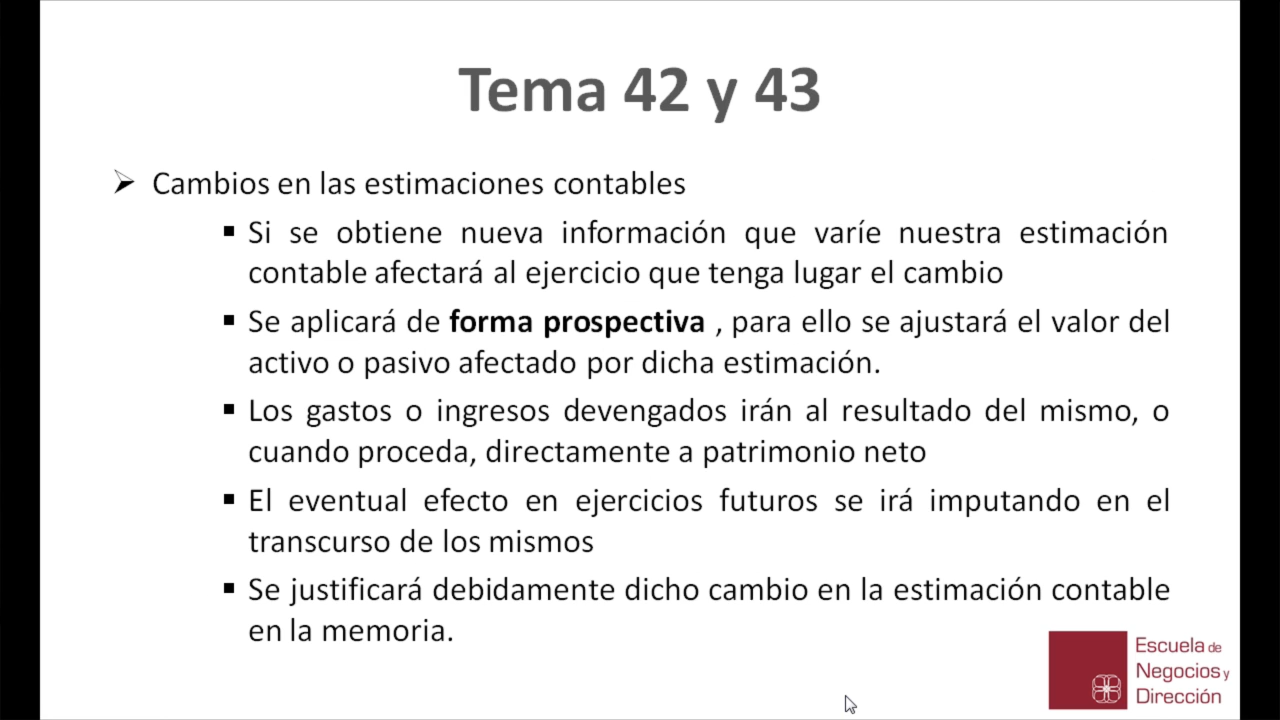 Tema 42 y 43
Cambios en las estimaciones contables
Si se obtiene nueva información que varíe nuestra estimación
contable afectará al ejercicio que tenga lugar el cambio
Se aplicará de forma prospectiva , para ello se ajustará el valor del
activo o pasivo afectado por dicha estimación.
Los gastos o ingresos devengados irán al resultado del mismo, o
cuando proceda, directamente a patrimonio neto
El eventual efecto en ejercicios futuros se irá imputando en el
transcurso de los mismos
Se justificará debidamente dicho cambio en la estimación contable
en la memoria.
Escuela de
Negocios y
Dirección